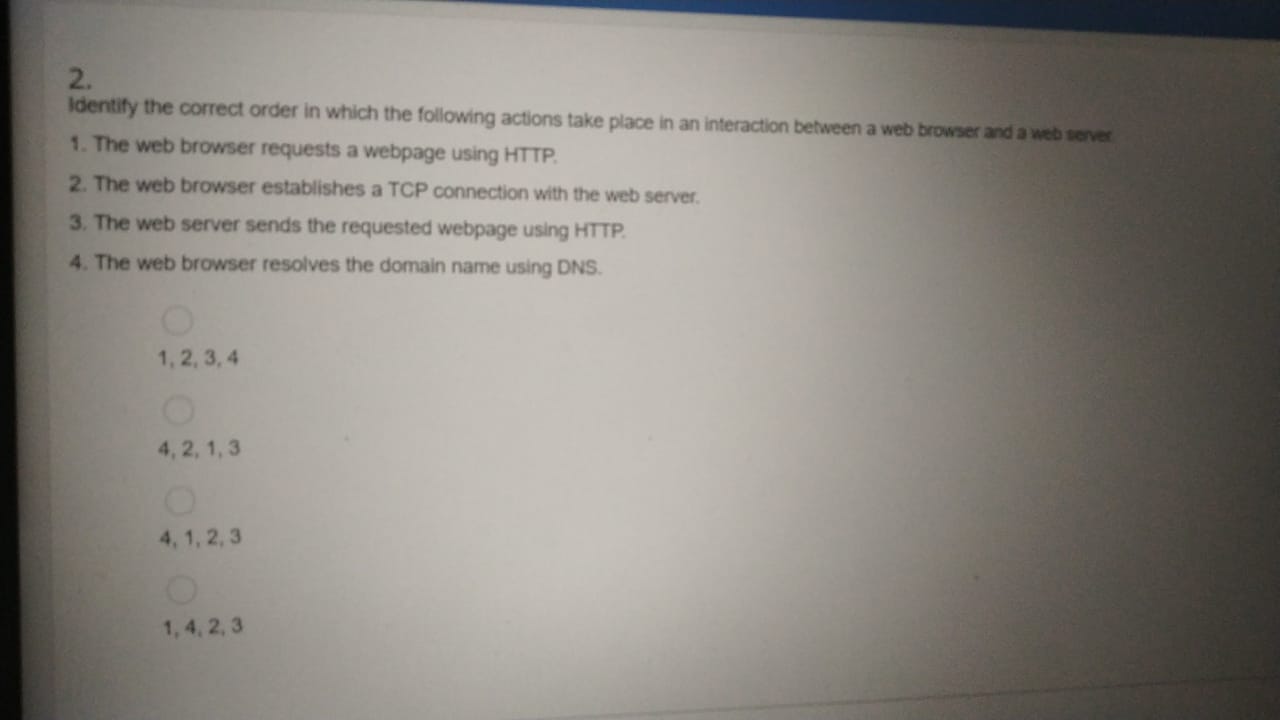 2.
Identify the correct order in which the following actions take place in an interaction between a web browser and a web server.
1. The web browser requests a webpage using HTTP.
2. The web browser establishes a TCP connection with the web server.
3. The web server sends the requested webpage using HTTP.
4. The web browser resolves the domain name using DNS.
1, 2, 3, 4
4, 2, 1, 3
4, 1, 2, 3
1, 4, 2, 3